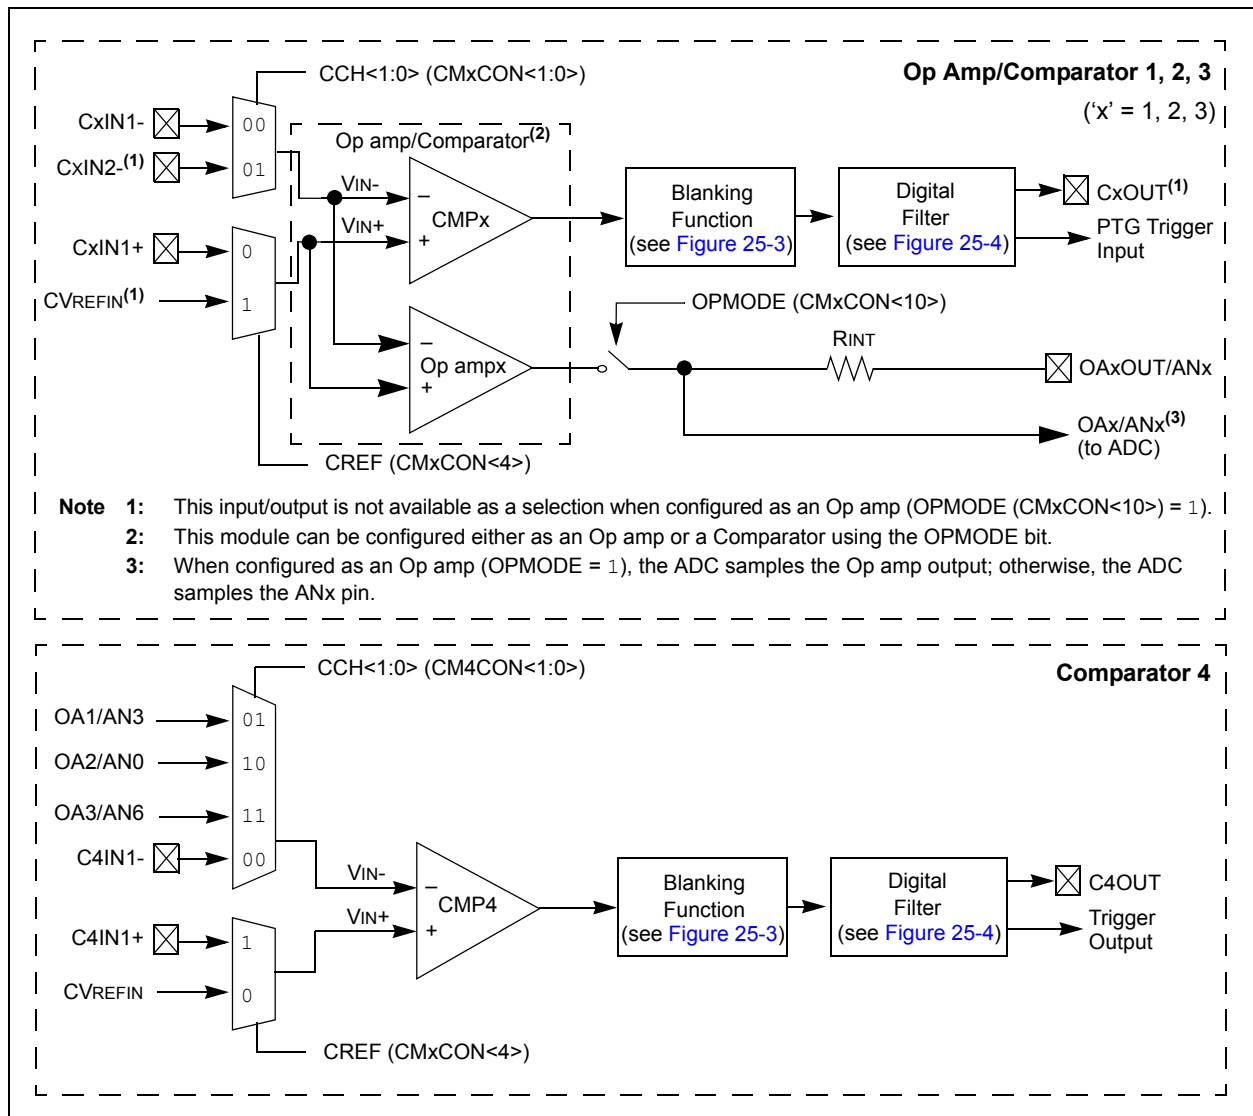 CCH<1:0> (CMxCON<1:0>)
Op Amp/Comparator 1, 2, 3
('x' = 1, 2, 3)
CxIN1-
00
CxIN2-(1)
01
Op amp/Comparator(2)
VIN-
–
CMPx
VIN+
+
Blanking
Function
(see Figure 25-3)
Digital
Filter
(see Figure 25-4)
CxOUT(1)
PTG Trigger
Input
CxIN1+
0
CVREFIN(1)
1
OPMODE (CMxCON<10>)
–
Op ampx
+
RINT
OAxOUT/ANx
OAx/ANx(3)
(to ADC)
CREF (CMxCON<4>)
Note 1: This input/output is not available as a selection when configured as an Op amp (OPMODE (CMxCON<10>) = 1).
2: This module can be configured either as an Op amp or a Comparator using the OPMODE bit.
3: When configured as an Op amp (OPMODE = 1), the ADC samples the Op amp output; otherwise, the ADC
samples the ANx pin.
CCH<1:0> (CM4CON<1:0>)
Comparator 4
OA1/AN3
01
OA2/AN0
10
OA3/AN6
11
C4IN1-
00
VIN-
–
CMP4
VIN+
+
Blanking
Function
(see Figure 25-3)
Digital
Filter
(see Figure 25-4)
C4OUT
Trigger
Output
C4IN1+
1
CVREFIN
0
CREF (CMxCON<4>)